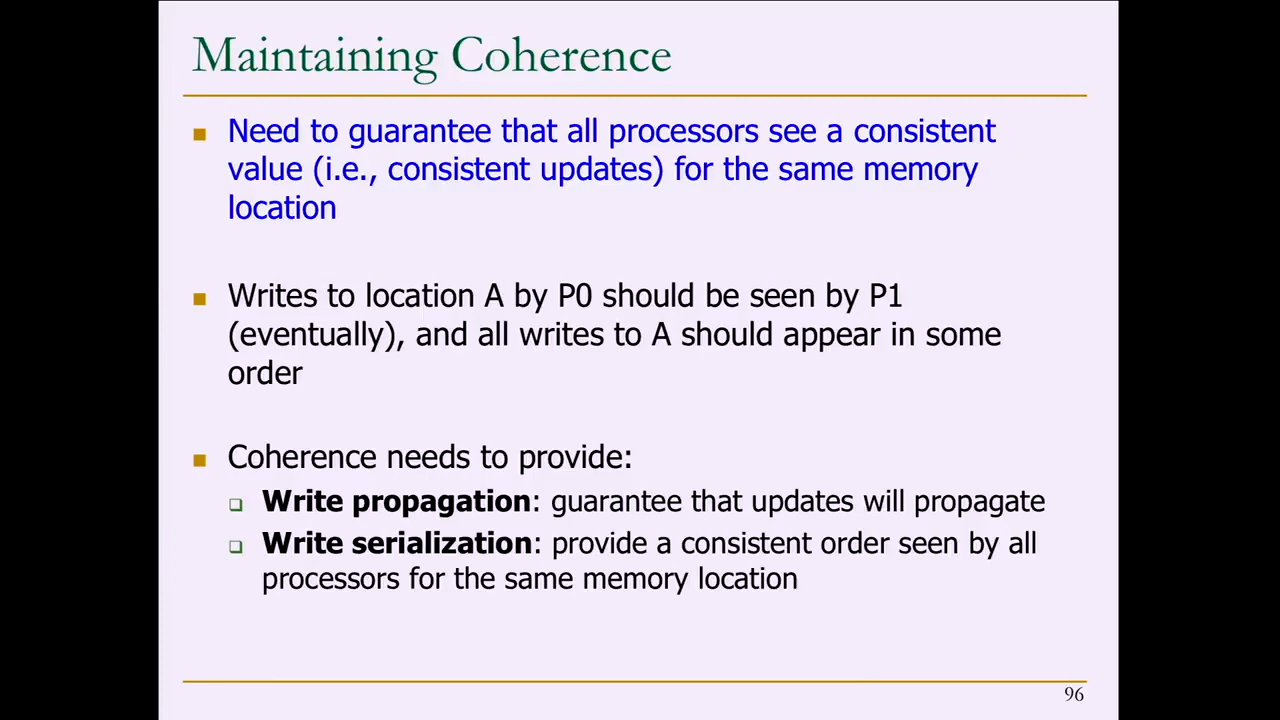 Maintaining Coherence
Need to guarantee that all processors see a consistent
value (i.e., consistent updates) for the same memory
location
Writes to location A by P0 should be seen by P1
(eventually), and all writes to A should appear in some
order
Coherence needs to provide:
Write propagation: guarantee that updates will propagate
Write serialization: provide a consistent order seen by all
processors for the same memory location
96